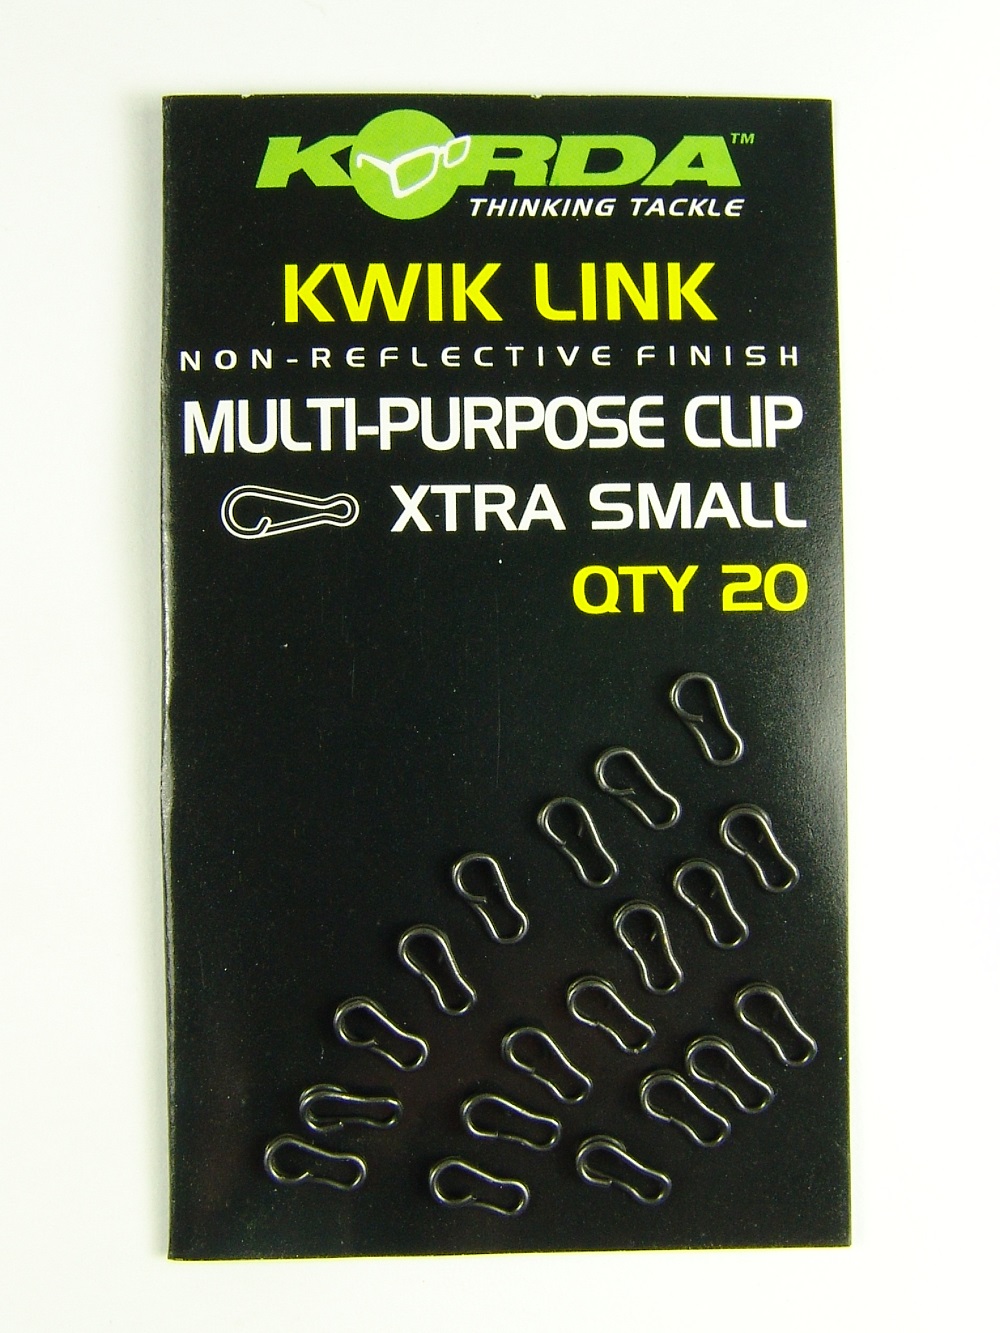 KORDA™
THINKING TACKLE
KWIK LINK
NON-REFLECTIVE FINISH
MULTI-PURPOSE CLIP
XTRA SMALL
QTY 20